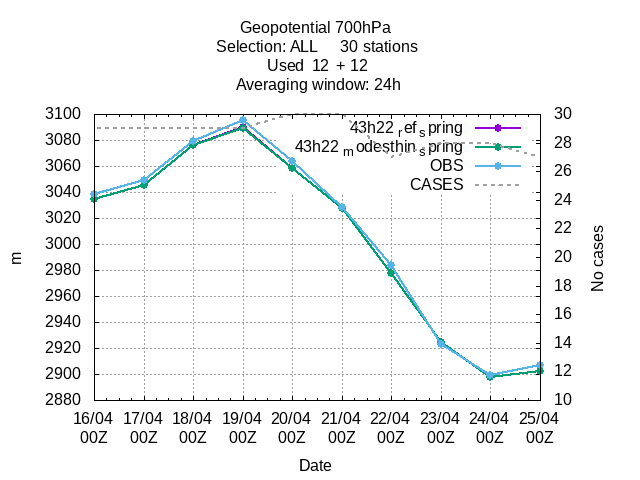 Geopotential 700hPa
Selection: ALL 30 stations
Used 12 + 12
Averaging window: 24h
3100
3080
3060
3040
3020
3000
2980
2960
2940
2920
2900
2880
m
30
28
26
24
22
20
18
16
14
12
10
No cases
43h22 ref spring
43h22 modesthin spring
OBS
CASES
16/04 17/04 18/04 19/04 20/04 21/04 22/04 23/04 24/04 25/04
00Z 00Z 00Z 00Z 00Z 00Z 00Z 00Z 00Z 00Z
Date